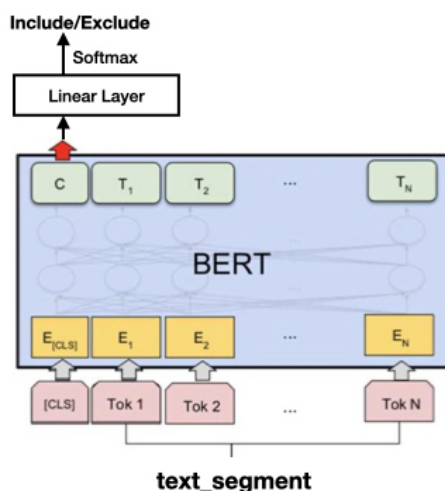 Include/Exclude
Softmax
Linear Layer
C T1 T2 ... TN
BERT
E[CLS] E1 E2 ... EN
[CLS] Tok 1 Tok 2 ... Tok N
text_segment